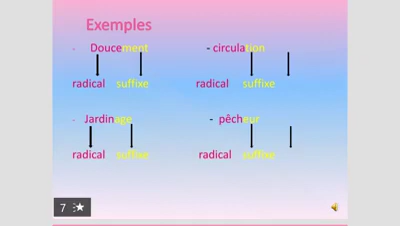 Exemples
- Doucement - circulation
radical suffixe radical suffixe
- Jardinage - pêcheur
radical suffixe radical suffixe
7